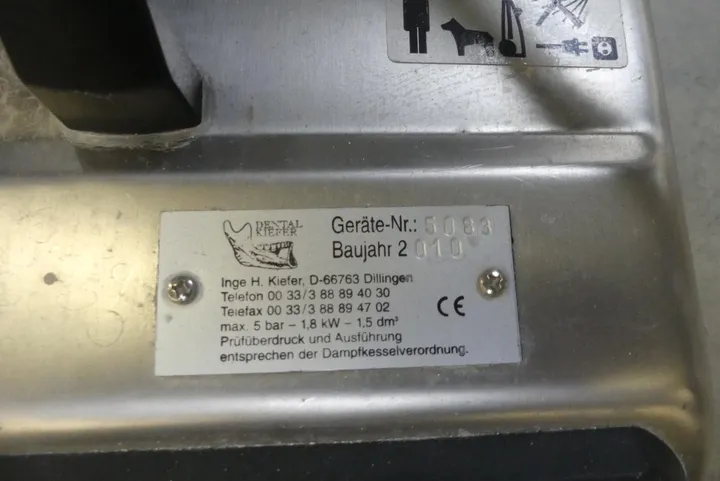 DENTAL
KIEFER
Geräte-Nr.: 5093
Baujahr 2010
Inge H. Kiefer, D-66763 Dillingen
Telefon 00 33/3 88 89 40 30
Telefax 00 33/3 88 89 47 02
CE
max. 5 bar – 1,8 kW – 1,5 dm³
Prüfüberdruck und Ausführung
entsprechen der Dampfkesselverordnung.